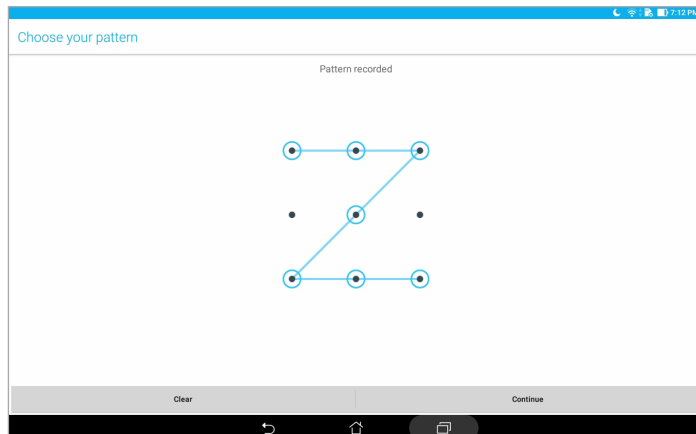 7:12 PM
Choose your pattern
Pattern recorded
Clear
Continue